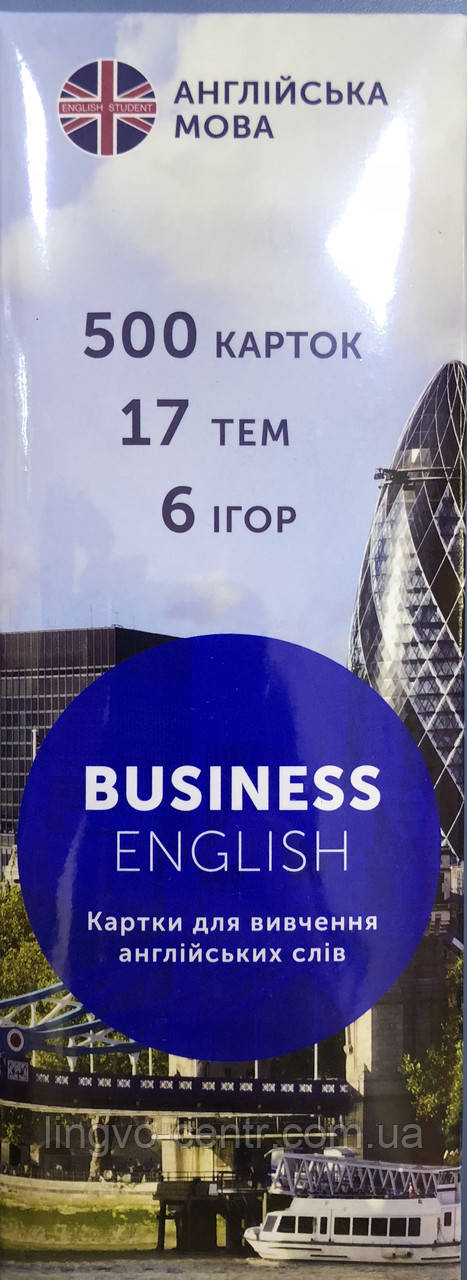 ENGLISH STUDENT
АНГЛІЙСЬКА
МОВА
500 КАРТОК
17 ТЕМ
6 ІГОР
BUSINESS
ENGLISH
Картки для вивчення
англійських слів
lingvo-centr.com.ua